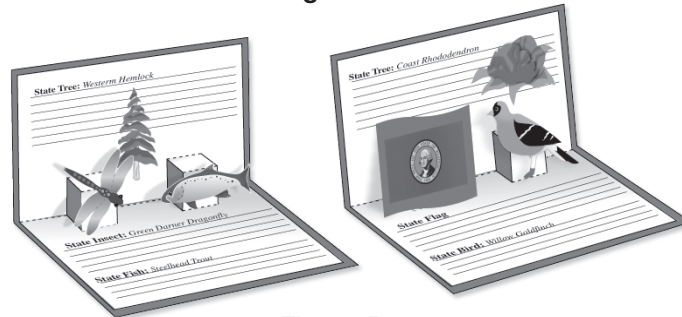 State Tree: Western Hemlock
State Insect: Green Darner Dragonfly
State Fish: Steelhead Trout
State Tree: Coast Rhododendron
State Flag
State Bird: Willow Goldfinch